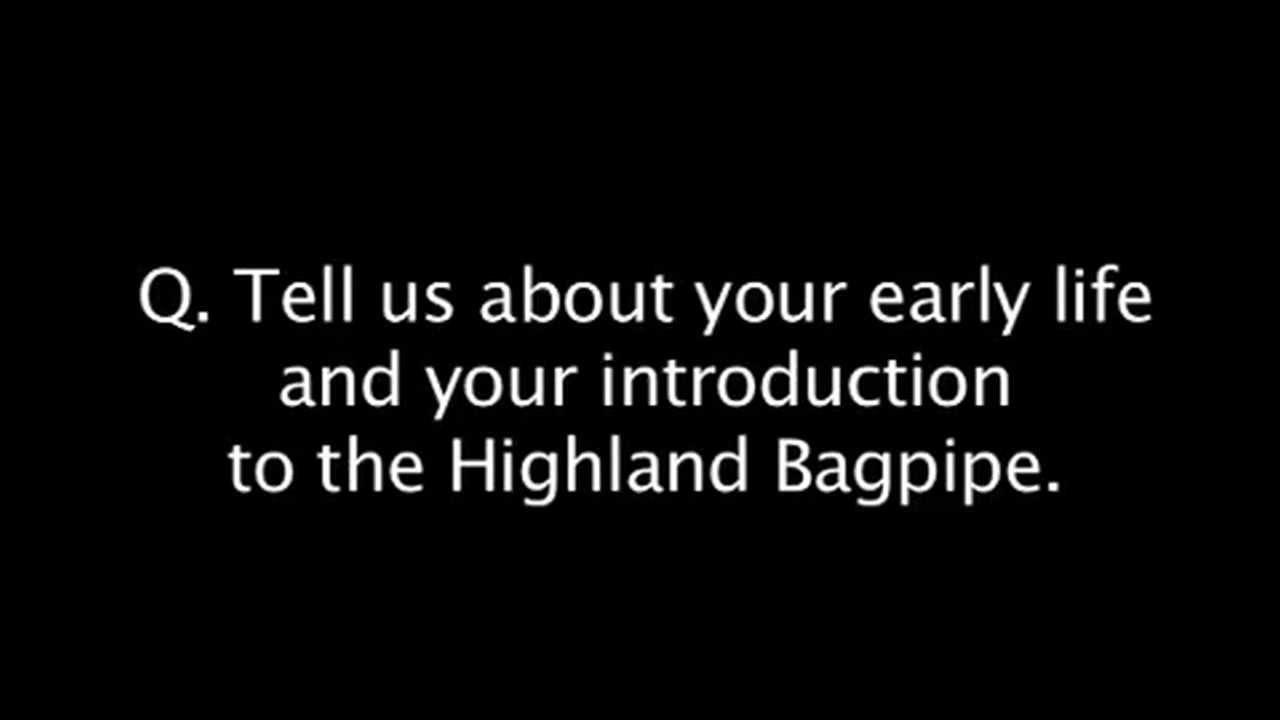 Q. Tell us about your early life
and your introduction
to the Highland Bagpipe.